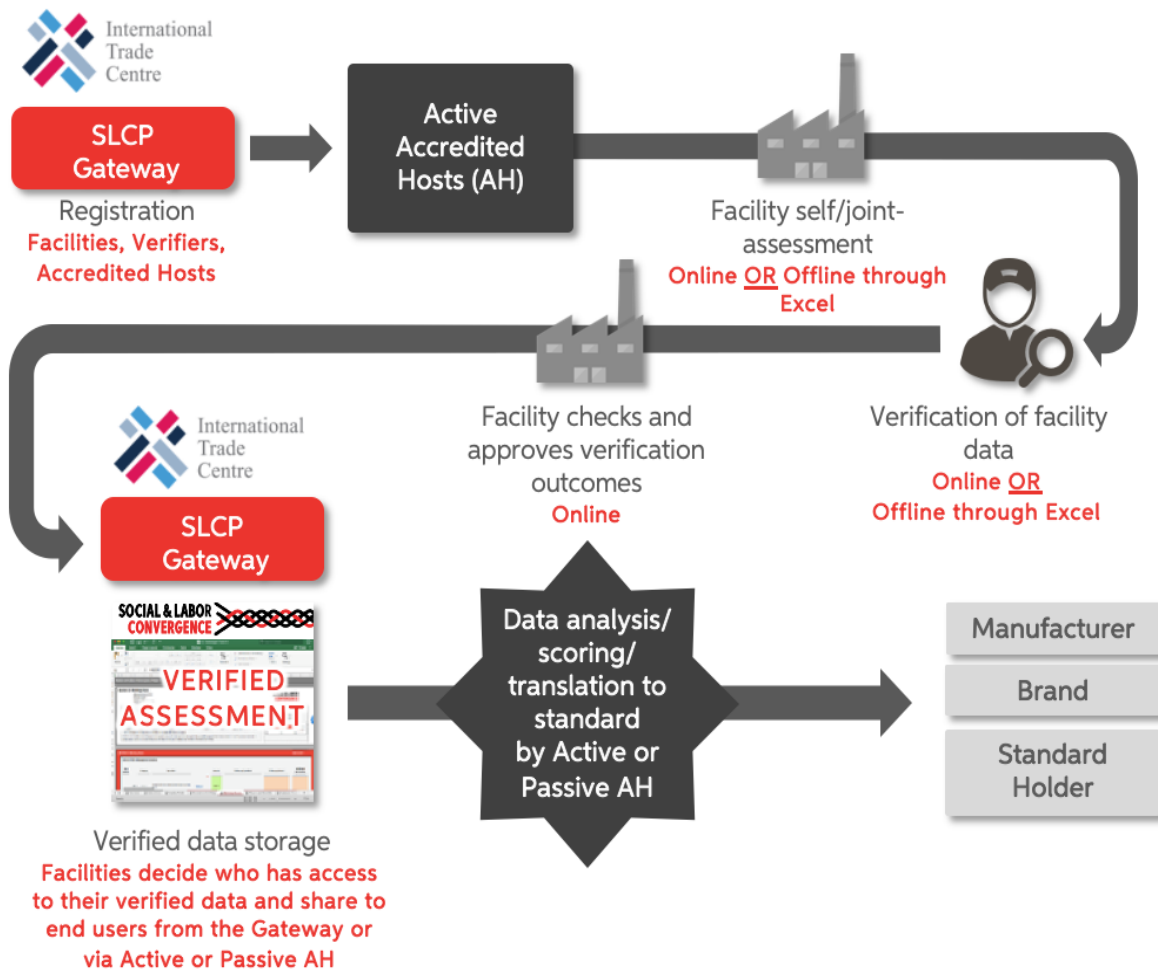 International
Trade
Centre
SLCP
Gateway
Registration
Facilities, Verifiers,
Accredited Hosts
Active
Accredited
Hosts (AH)
Facility self/joint-
assessment
Online OR Offline through
Excel
Verification of facility
data
Online OR
Offline through Excel
Facility checks and
approves verification
outcomes
Online
International
Trade
Centre
SLCP
Gateway
SOCIAL & LABOR
CONVERGENCE
VERIFIED
ASSESSMENT
Verified data storage
Facilities decide who has access
to their verified data and share to
end users from the Gateway or
via Active or Passive AH
Data analysis/
scoring/
translation to
standard
by Active or
Passive AH
Manufacturer
Brand
Standard
Holder